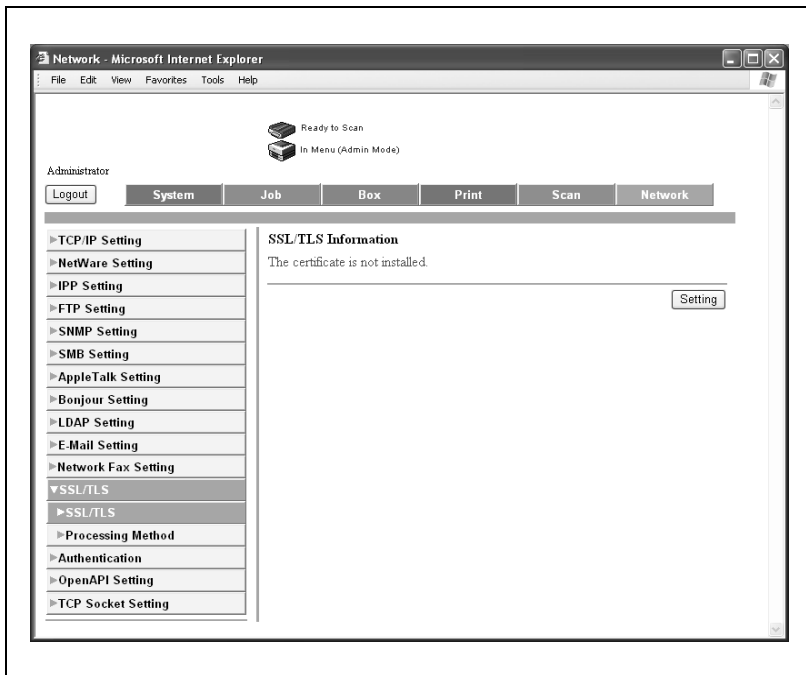 Network - Microsoft Internet Explorer
File Edit View Favorites Tools Help
Ready to Scan
In Menu (Admin Mode)
Administrator
Logout System Job Box Print Scan Network
TCP/IP Setting
NetWare Setting
IPP Setting
FTP Setting
SNMP Setting
SMB Setting
AppleTalk Setting
Bonjour Setting
LDAP Setting
E-Mail Setting
Network Fax Setting
SSL/TLS
SSL/TLS
Processing Method
Authentication
OpenAPI Setting
TCP Socket Setting
SSL/TLS Information
The certificate is not installed.
Setting